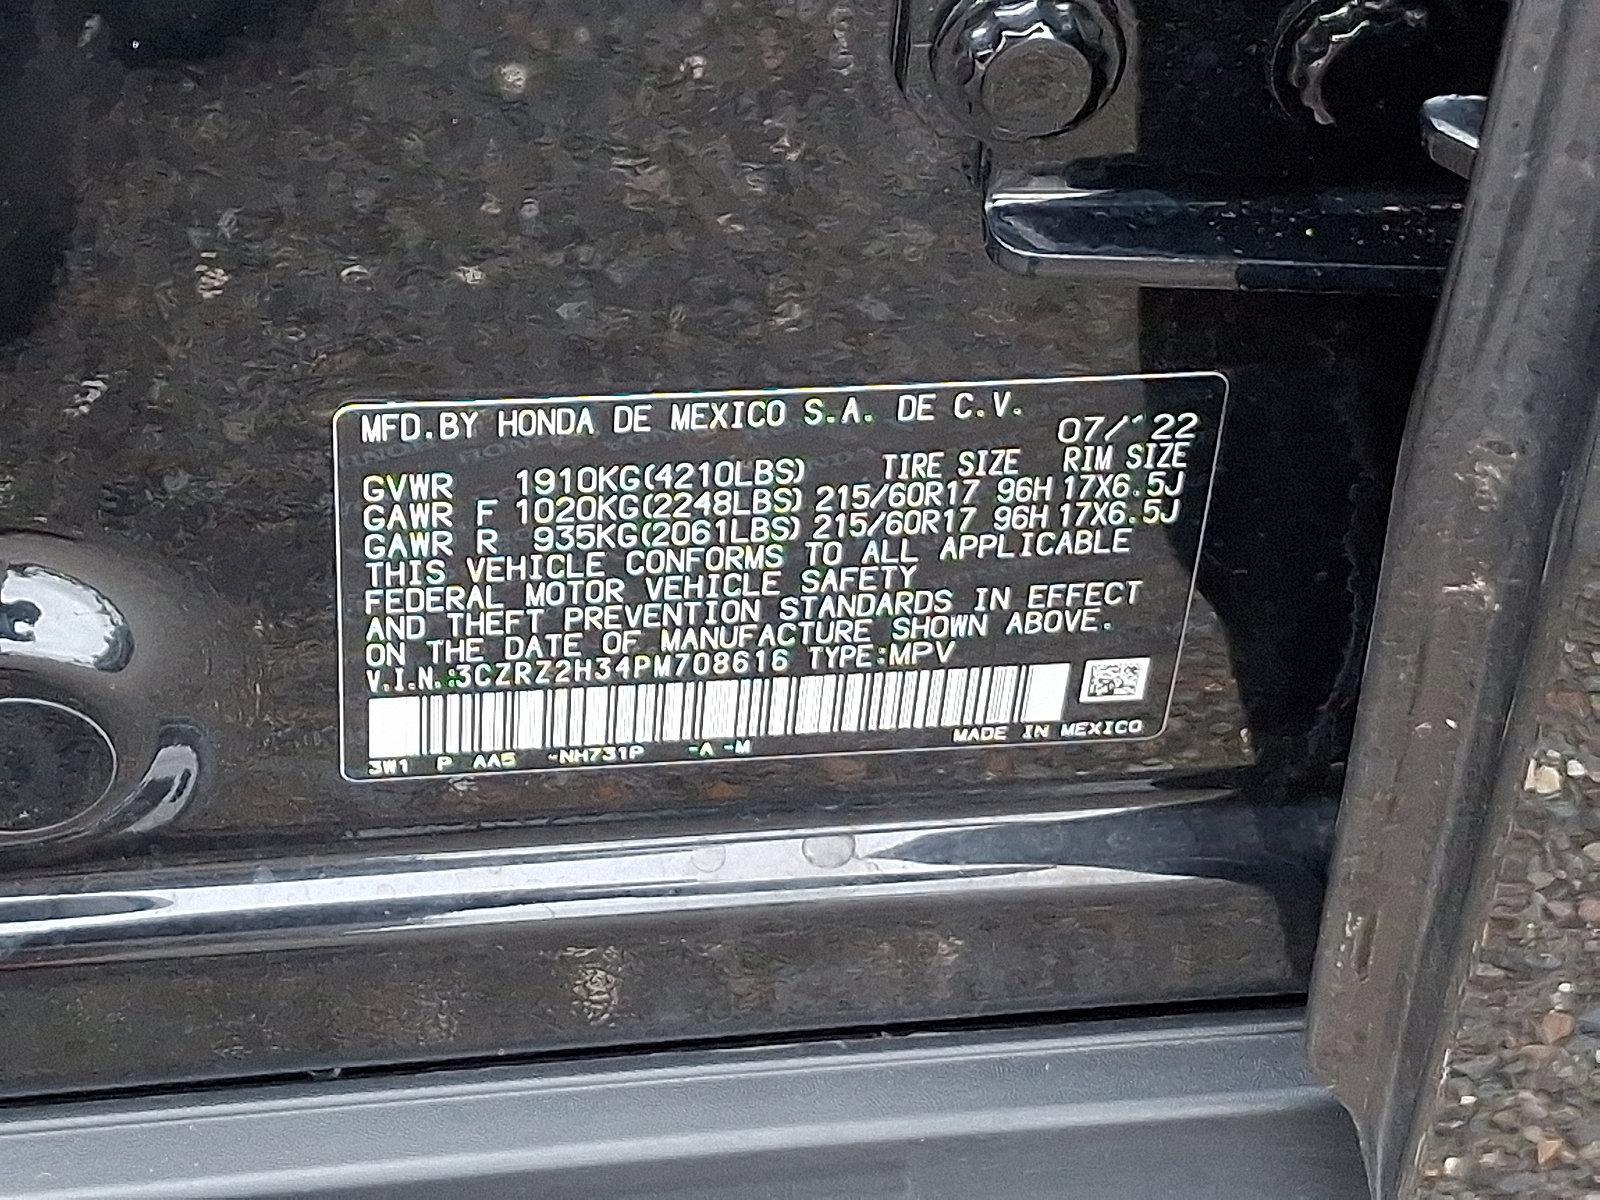 MFD.BY HONDA DE MEXICO S.A. DE C.V.
07/'22
GVWR 1910KG(4210LBS) TIRE SIZE RIM SIZE
GAWR F 1020KG(2248LBS) 215/60R17 96H 17X6.5J
GAWR R 935KG(2061LBS) 215/60R17 96H 17X6.5J
THIS VEHICLE CONFORMS TO ALL APPLICABLE
FEDERAL MOTOR VEHICLE SAFETY
AND THEFT PREVENTION STANDARDS IN EFFECT
ON THE DATE OF MANUFACTURE SHOWN ABOVE.
V.I.N.:3CZRZ2H34PM708616 TYPE:MPV
MADE IN MEXICO
3W1 P AA5 -NH731P -A -M